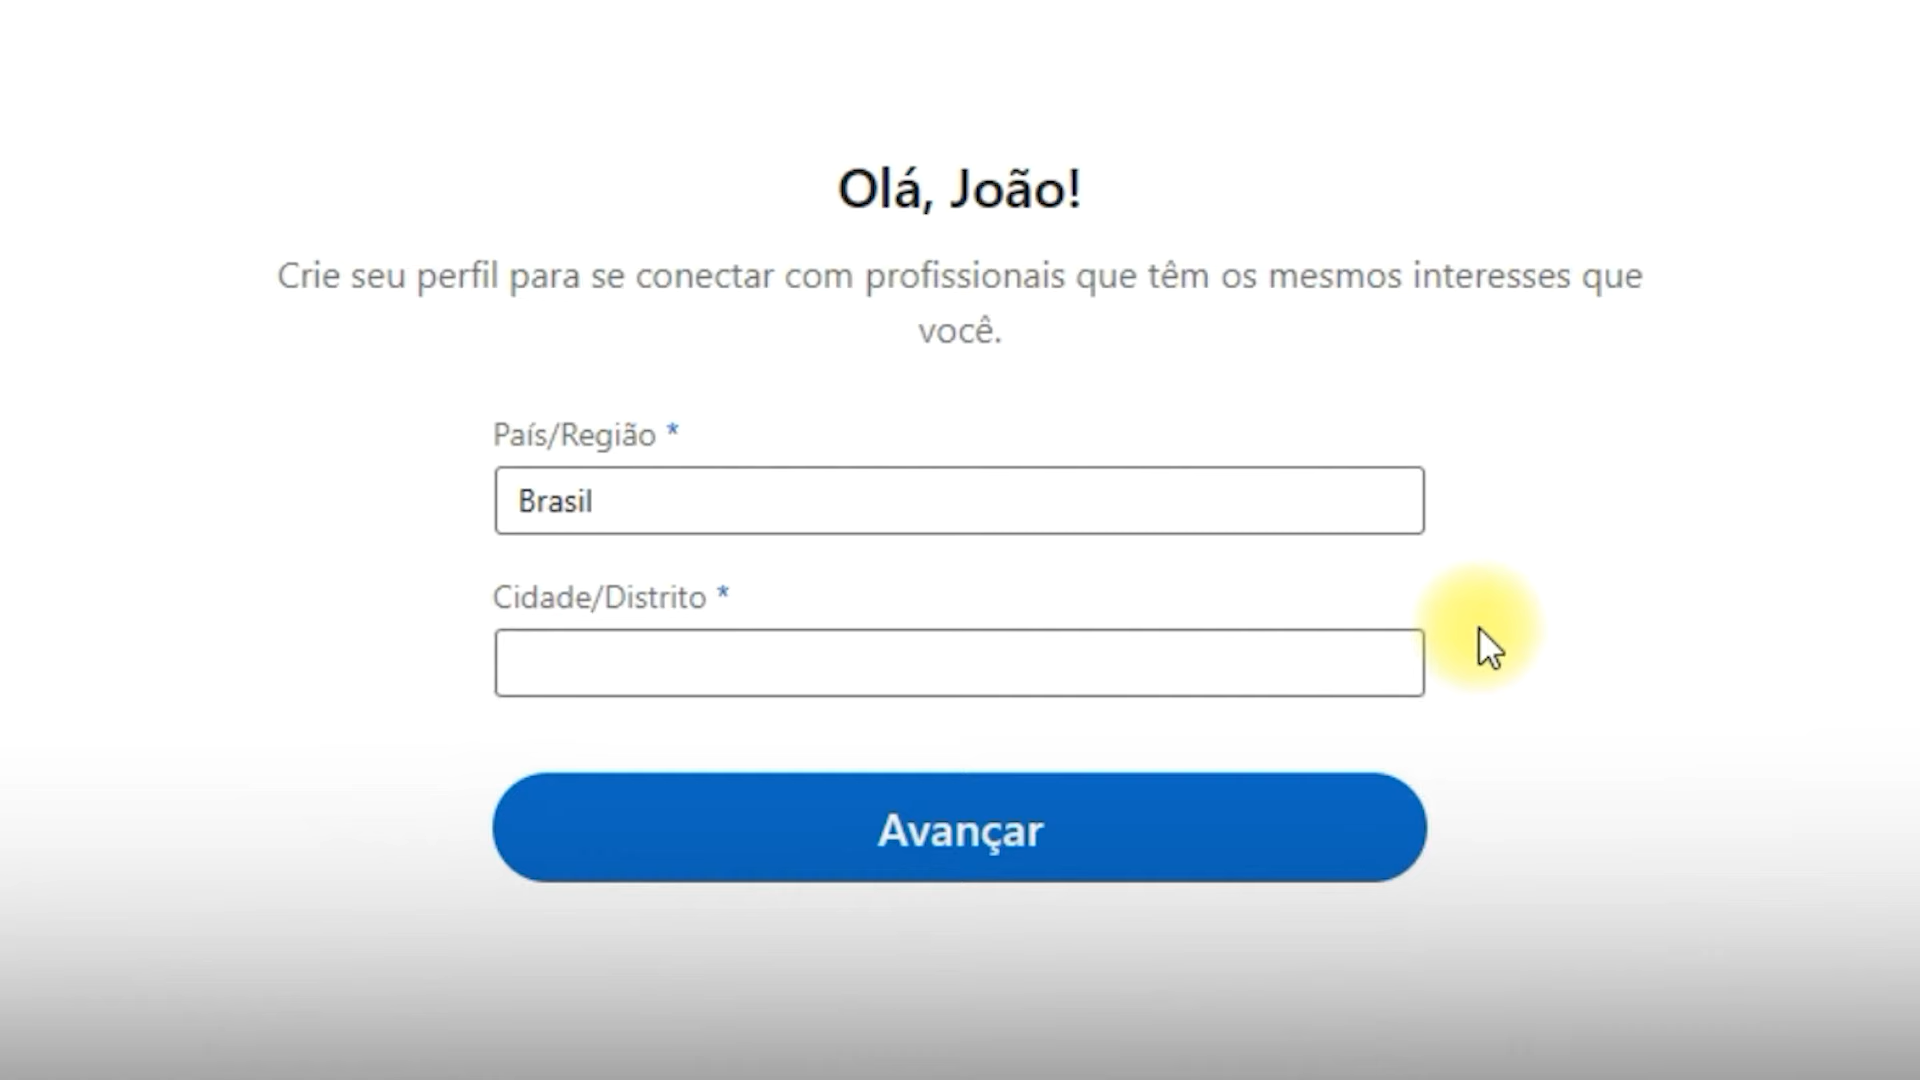 Olá, João!
Crie seu perfil para se conectar com profissionais que têm os mesmos interesses que
você.
País/Região *
Brasil
Cidade/Distrito *
Avançar